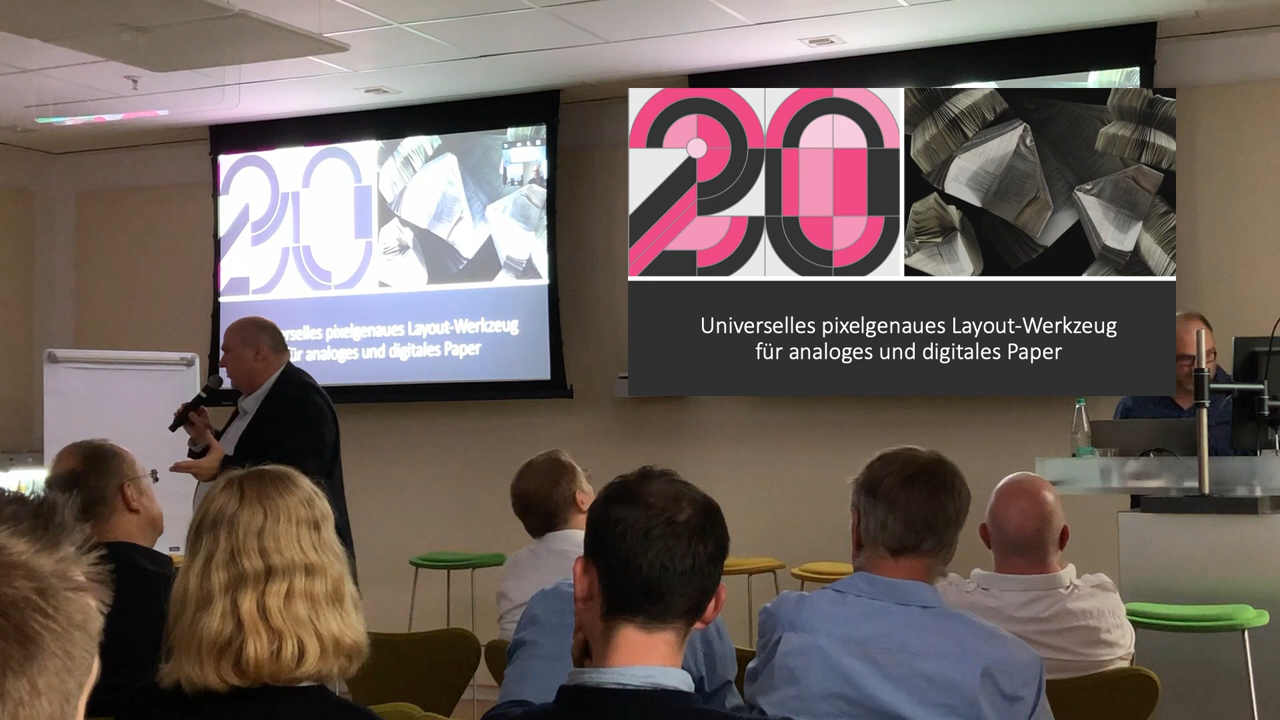 20
erselles pixelgenaues Layout-Werkzeug
für analoges und digitales Paper
20
Universelles pixelgenaues Layout-Werkzeug
für analoges und digitales Paper